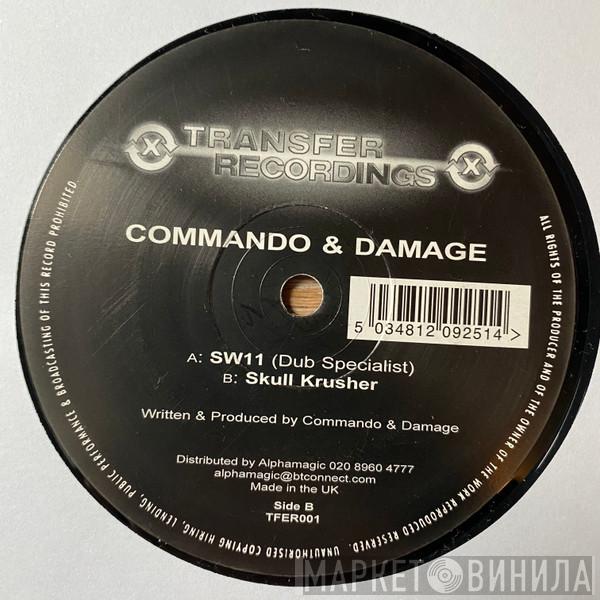 TRANSFER
RECORDINGS
COMMANDO & DAMAGE
5 034812 092514 >
A: SW11 (Dub Specialist)
B: Skull Krusher
Written & Produced by Commando & Damage
Distributed by Alphamagic 020 8960 4777
alphamagic@btconnect.com
Made in the UK
Side B
TFER001
ALL RIGHTS OF THE PRODUCER AND OF THE OWNER OF THE WORK REPRODUCED RESERVED. UNAUTHORISED COPYING HIRING, LENDING, PUBLIC PERFORMANCE & BROADCASTING OF THIS RECORD PROHIBITED.
МАРКЕТ ВИНИЛА